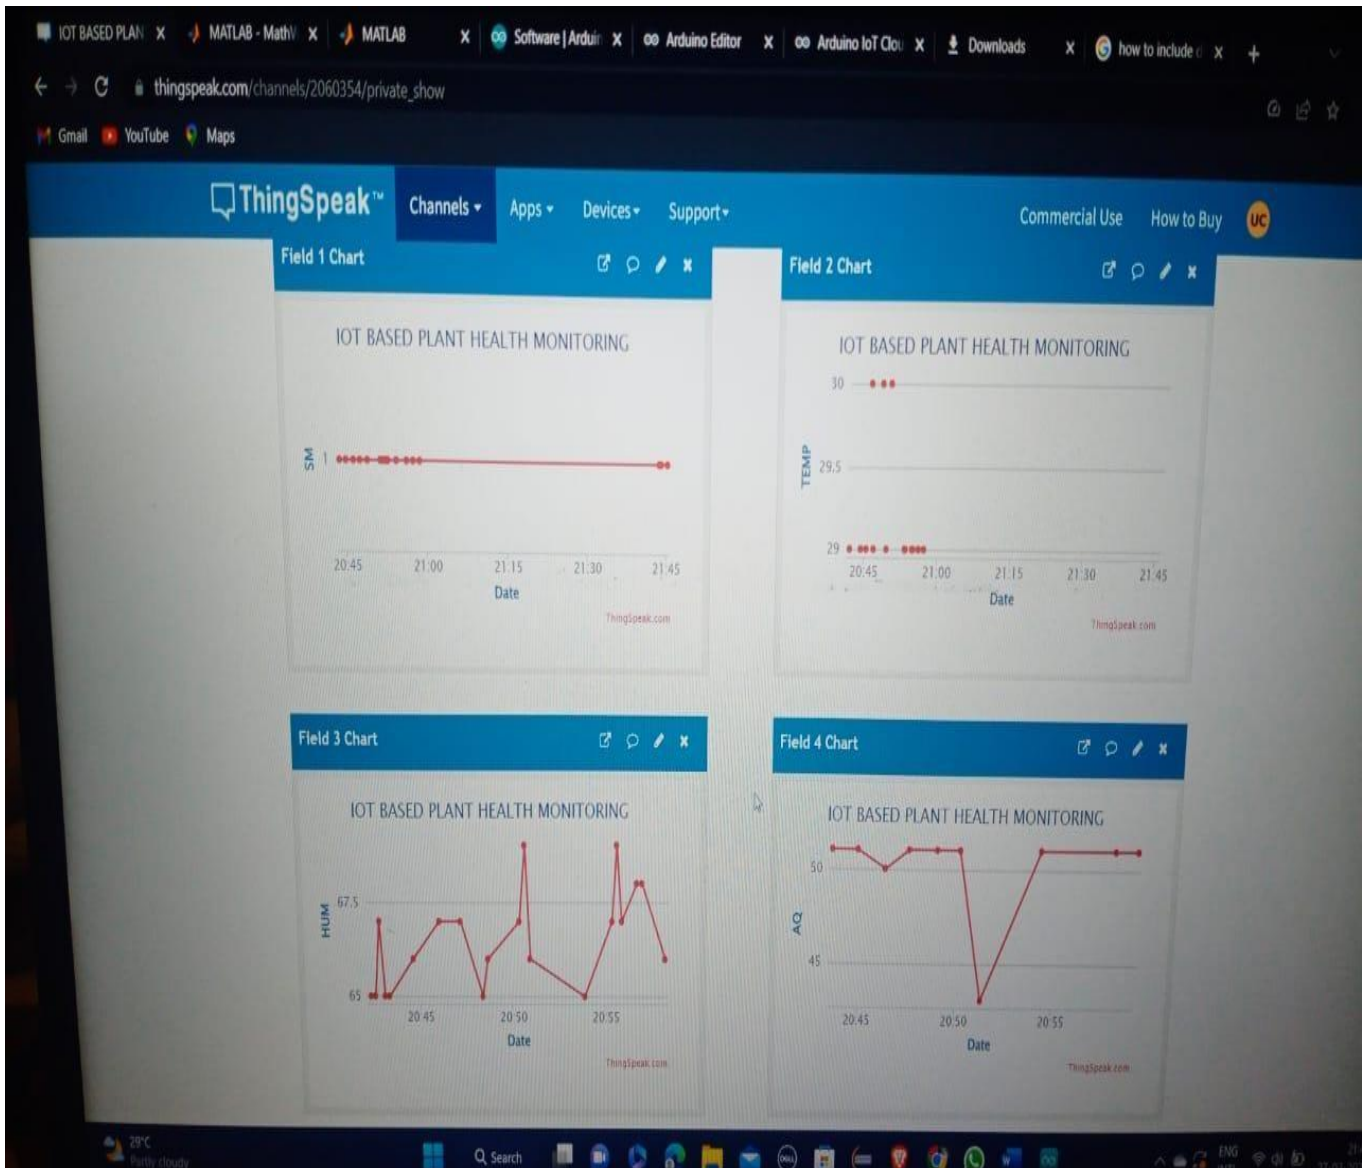 IOT BASED PLAN
MATLAB - MathW
MATLAB
Software | Arduin
Arduino Editor
Arduino IoT Clou
Downloads
how to include
thingspeak.com/channels/2060354/private_show
Gmail YouTube Maps
ThingSpeak™ Channels Apps Devices Support Commercial Use How to Buy UC
Field 1 Chart
IOT BASED PLANT HEALTH MONITORING
SM
1
20:45 21:00 21:15 21:30 21:45
Date
ThingSpeak.com
Field 2 Chart
IOT BASED PLANT HEALTH MONITORING
TEMP
30
29.5
29
20:45 21:00 21:15 21:30 21:45
Date
ThingSpeak.com
Field 3 Chart
IOT BASED PLANT HEALTH MONITORING
HUM
67.5
65
20:45 20:50 20:55
Date
ThingSpeak.com
Field 4 Chart
IOT BASED PLANT HEALTH MONITORING
AQ
50
45
20:45 20:50 20:55
Date
ThingSpeak.com
29°C
Partly cloudy
Search
DELL
ENG